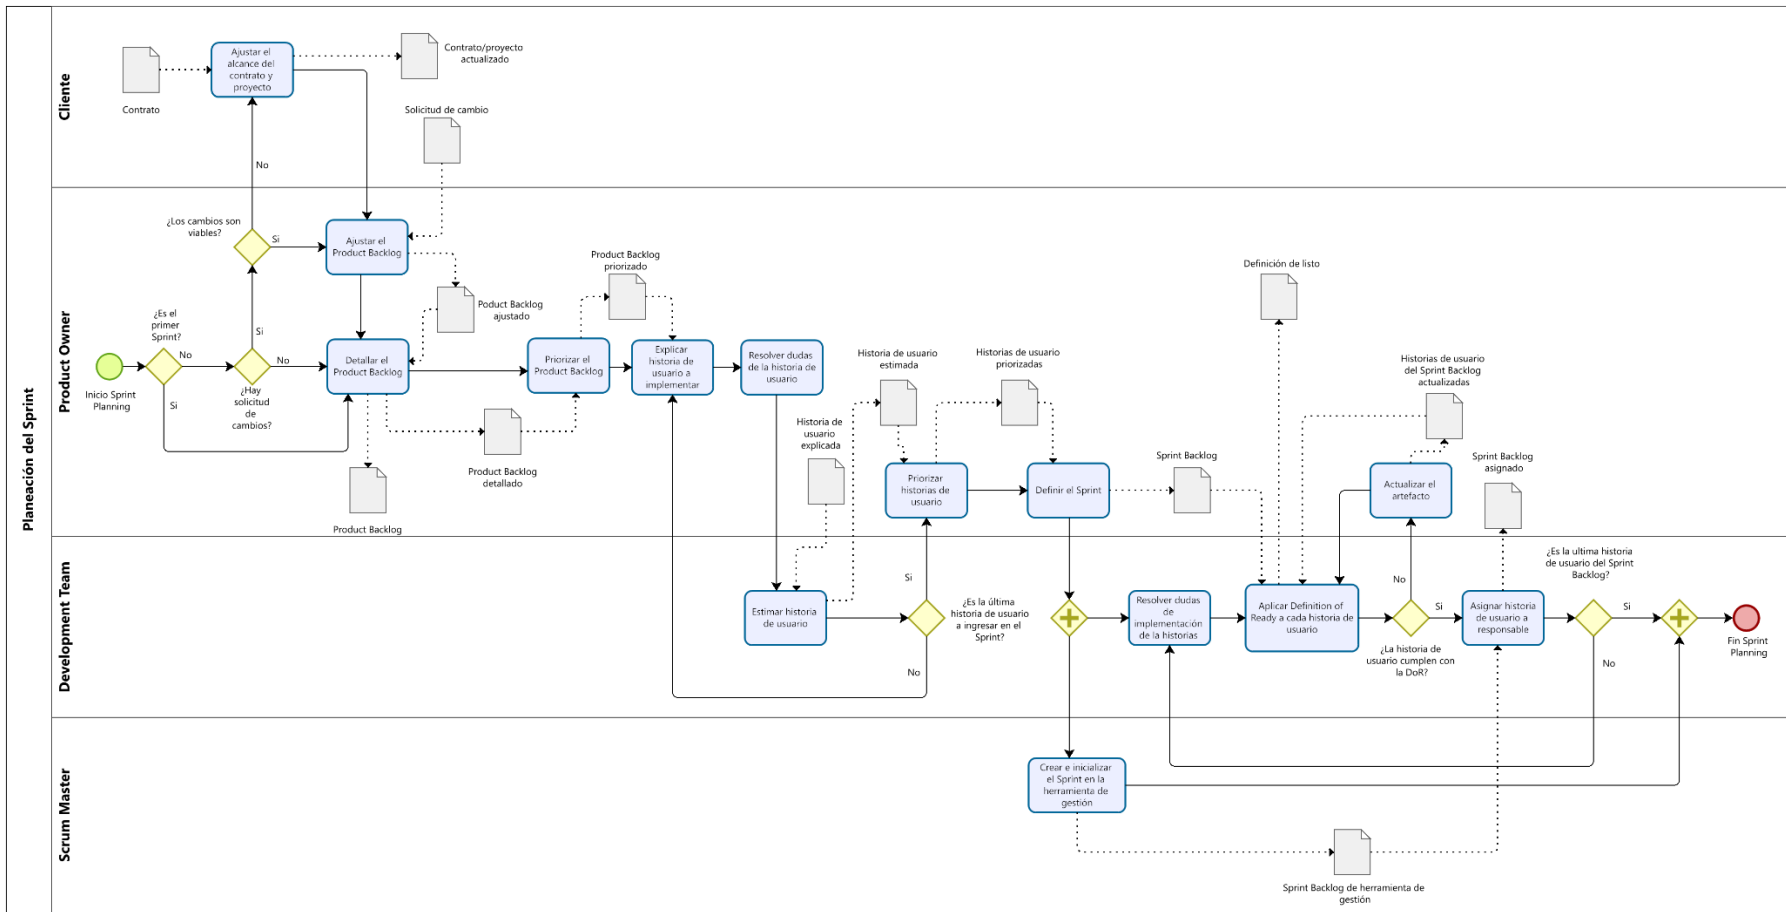 Planeación del Sprint
Cliente
Contrato
Ajustar el
alcance del
contrato y
proyecto
Contrato/proyecto
actualizado
Solicitud de cambio
No
Product Owner
¿Los cambios son
viables?
Si
Ajustar el
Product Backlog
Poduct Backlog
ajustado
¿Es el
primer
Sprint?
Si
No
No
Inicio Sprint
Planning
Si
¿Hay
solicitud
de
cambios?
Detallar el
Product Backlog
Product Backlog
Product Backlog
detallado
Priorizar el
Product Backlog
Product Backlog
priorizado
Explicar
historia de
usuario a
implementar
Resolver dudas
de la historia de
usuario
Historia de
usuario
explicada
Historia de usuario
estimada
Historias de usuario
priorizadas
Priorizar
historias de
usuario
Definir el Sprint
Sprint Backlog
Definición de listo
Historias de usuario
del Sprint Backlog
actualizadas
Actualizar el
artefacto
Sprint Backlog
asignado
Development Team
Estimar historia
de usuario
Si
¿Es la última
historia de usuario
a ingresar en el
Sprint?
No
Resolver dudas
de
implementación
de la historias
Aplicar Definition of
Ready a cada historia de
usuario
No
Si
¿La historia de
usuario cumplen con
la DoR?
Asignar historia
de usuario a
responsable
¿Es la ultima historia
de usuario del Sprint
Backlog?
Si
No
Fin Sprint
Planning
Scrum Master
Crear e inicializar
el Sprint en la
herramienta de
gestión
Sprint Backlog de herramienta de
gestión